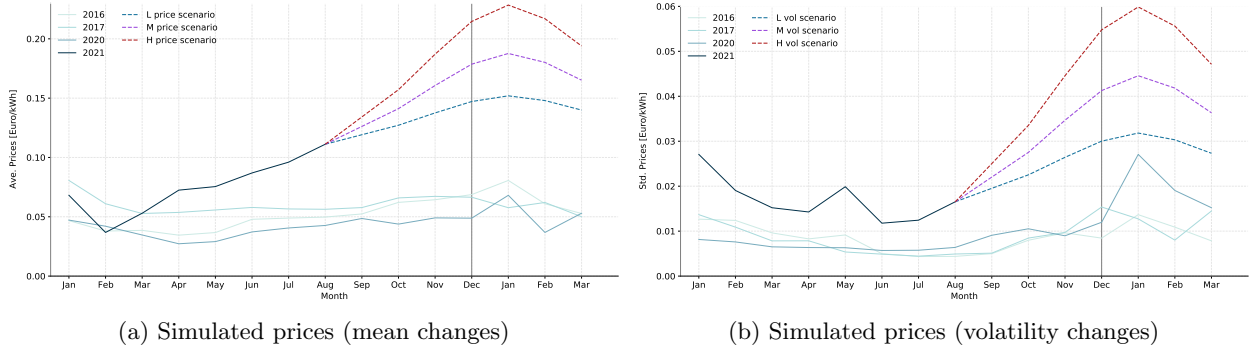 2016
2017
2020
2021
L price scenario
M price scenario
H price scenario
Ave. Prices [Euro/kWh]
0.20
0.15
0.10
0.05
0.00
Jan Feb Mar Apr May Jun Jul Aug Sep Oct Nov Dec Jan Feb Mar
Month
(a) Simulated prices (mean changes)
2016
2017
2020
2021
L vol scenario
M vol scenario
H vol scenario
Std. Prices [Euro/kWh]
0.06
0.05
0.04
0.03
0.02
0.01
0.00
Jan Feb Mar Apr May Jun Jul Aug Sep Oct Nov Dec Jan Feb Mar
Month
(b) Simulated prices (volatility changes)